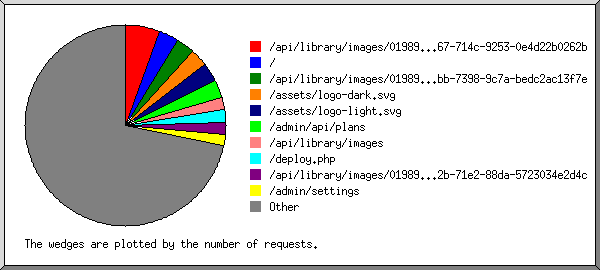 /api/library/images/01989...67-714c-9253-0e4d22b0262b
/
/api/library/images/01989...bb-7398-9c7a-bedc2ac13f7e
/assets/logo-dark.svg
/assets/logo-light.svg
/admin/api/plans
/api/library/images
/deploy.php
/api/library/images/01989...2b-71e2-88da-5723034e2d4c
/admin/settings
Other
The wedges are plotted by the number of requests.